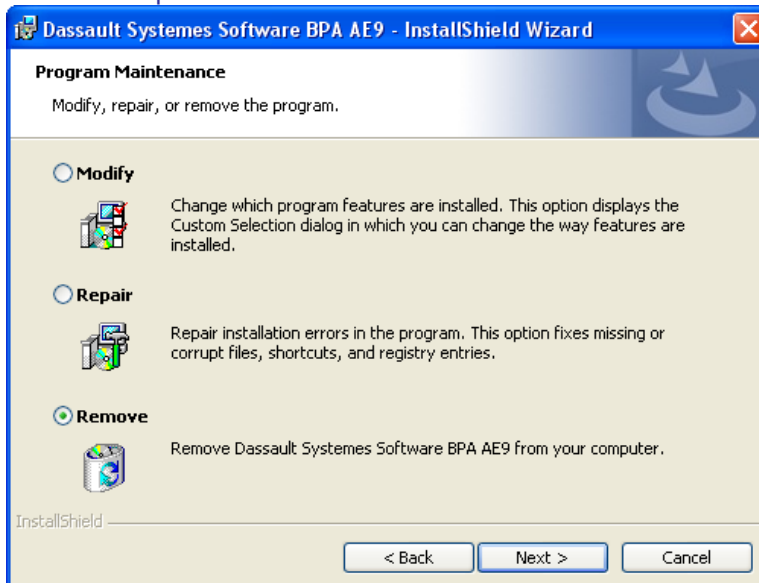 Dassault Systemes Software BPA AE9 - InstallShield Wizard
Program Maintenance
Modify, repair, or remove the program.
Modify
Change which program features are installed. This option displays the
Custom Selection dialog in which you can change the way features are
installed.
Repair
Repair installation errors in the program. This option fixes missing or
corrupt files, shortcuts, and registry entries.
Remove
Remove Dassault Systemes Software BPA AE9 from your computer.
InstallShield
< Back Next > Cancel